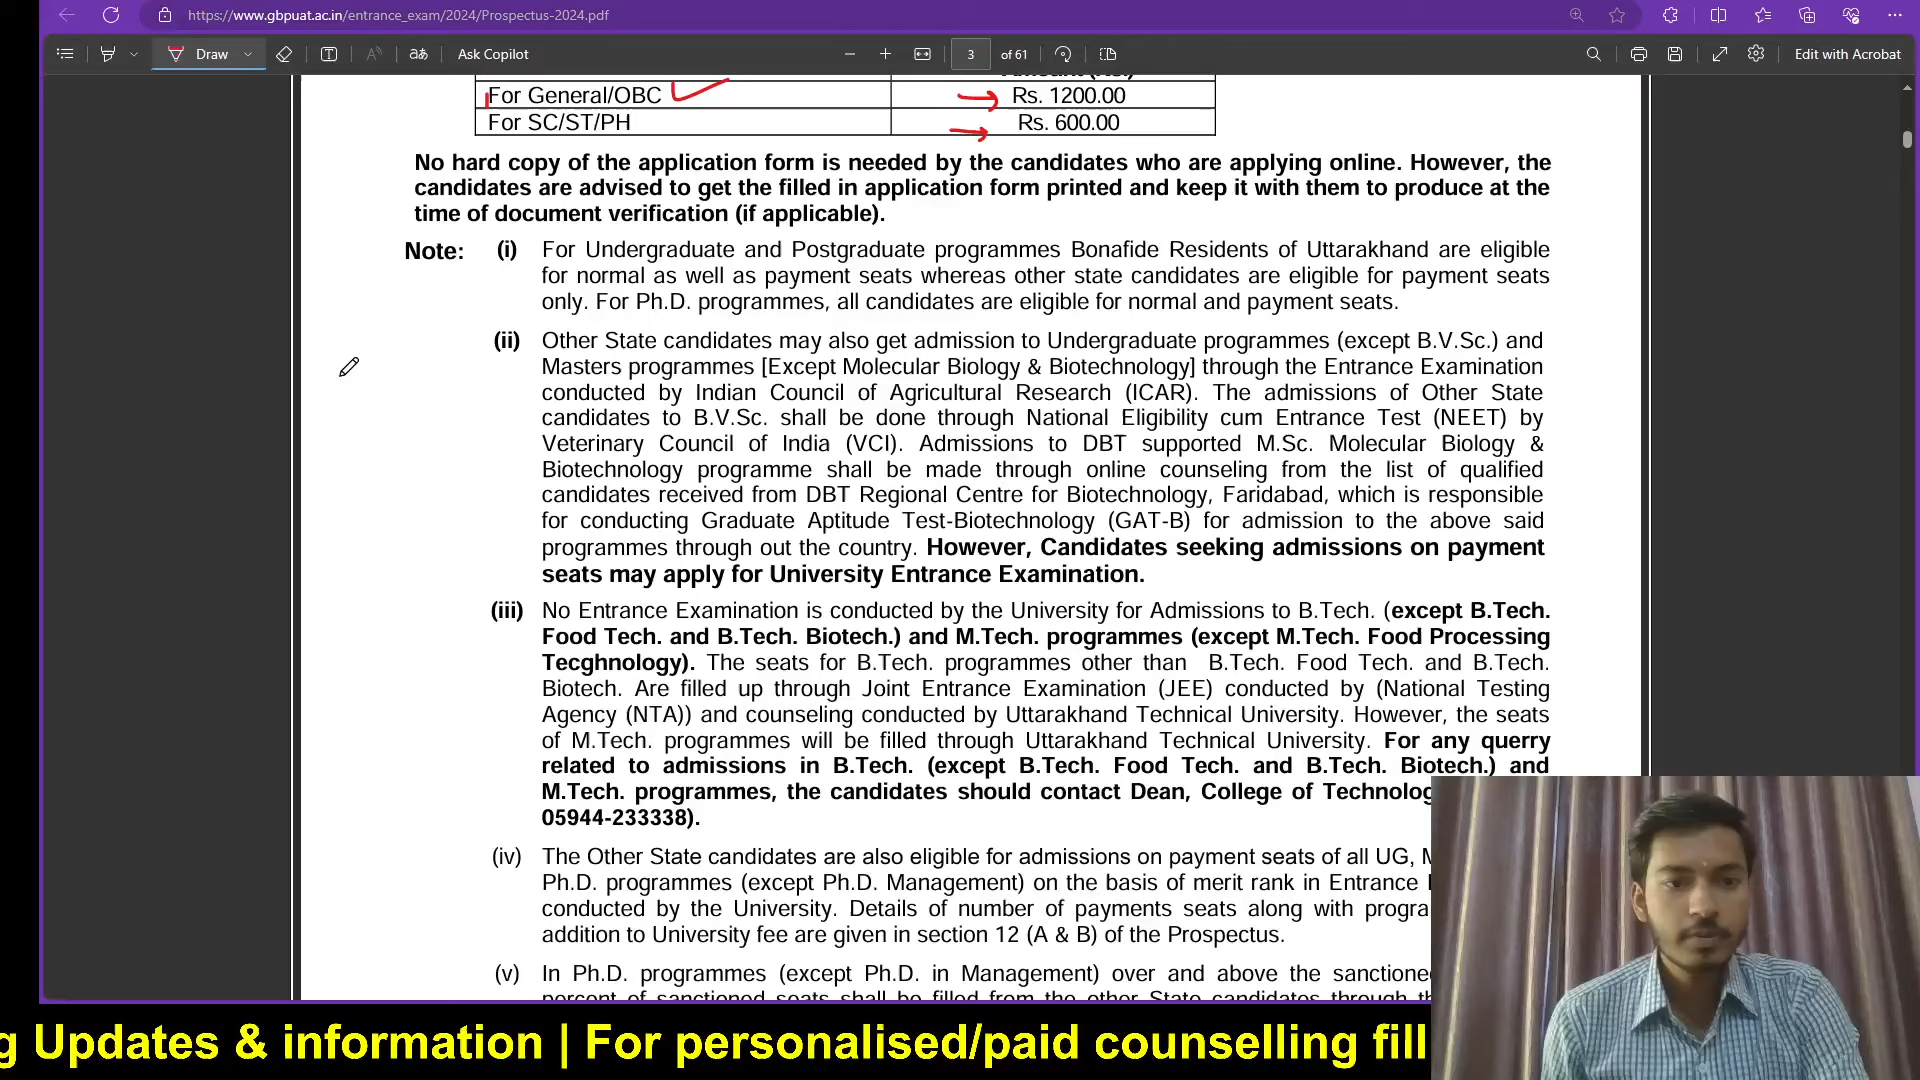 https://www.gbpuat.ac.in/entrance_exam/2024/Prospectus-2024.pdf
Draw
Ask Copilot
3 of 61
Edit with Acrobat
For General/OBC Rs. 1200.00
For SC/ST/PH Rs. 600.00
No hard copy of the application form is needed by the candidates who are applying online. However, the
candidates are advised to get the filled in application form printed and keep it with them to produce at the
time of document verification (if applicable).
Note: (i) For Undergraduate and Postgraduate programmes Bonafide Residents of Uttarakhand are eligible
for normal as well as payment seats whereas other state candidates are eligible for payment seats
only. For Ph.D. programmes, all candidates are eligible for normal and payment seats.
(ii) Other State candidates may also get admission to Undergraduate programmes (except B.V.Sc.) and
Masters programmes [Except Molecular Biology & Biotechnology] through the Entrance Examination
conducted by Indian Council of Agricultural Research (ICAR). The admissions of Other State
candidates to B.V.Sc. shall be done through National Eligibility cum Entrance Test (NEET) by
Veterinary Council of India (VCI). Admissions to DBT supported M.Sc. Molecular Biology &
Biotechnology programme shall be made through online counseling from the list of qualified
candidates received from DBT Regional Centre for Biotechnology, Faridabad, which is responsible
for conducting Graduate Aptitude Test-Biotechnology (GAT-B) for admission to the above said
programmes through out the country. However, Candidates seeking admissions on payment
seats may apply for University Entrance Examination.
(iii) No Entrance Examination is conducted by the University for Admissions to B.Tech. (except B.Tech.
Food Tech. and B.Tech. Biotech.) and M.Tech. programmes (except M.Tech. Food Processing
Tecghnology). The seats for B.Tech. programmes other than B.Tech. Food Tech. and B.Tech.
Biotech. Are filled up through Joint Entrance Examination (JEE) conducted by (National Testing
Agency (NTA)) and counseling conducted by Uttarakhand Technical University. However, the seats
of M.Tech. programmes will be filled through Uttarakhand Technical University. For any querry
related to admissions in B.Tech. (except B.Tech. Food Tech. and B.Tech. Biotech.) and
M.Tech. programmes, the candidates should contact Dean, College of Technolog
05944-233338).
(iv) The Other State candidates are also eligible for admissions on payment seats of all UG,
Ph.D. programmes (except Ph.D. Management) on the basis of merit rank in Entrance
conducted by the University. Details of number of payments seats along with progra
addition to University fee are given in section 12 (A & B) of the Prospectus.
(v) In Ph.D. programmes (except Ph.D. in Management) over and above the sanctione
percent of sanctioned seats shall be filled from the other State candidates through
g Updates & information | For personalised/paid counselling fill